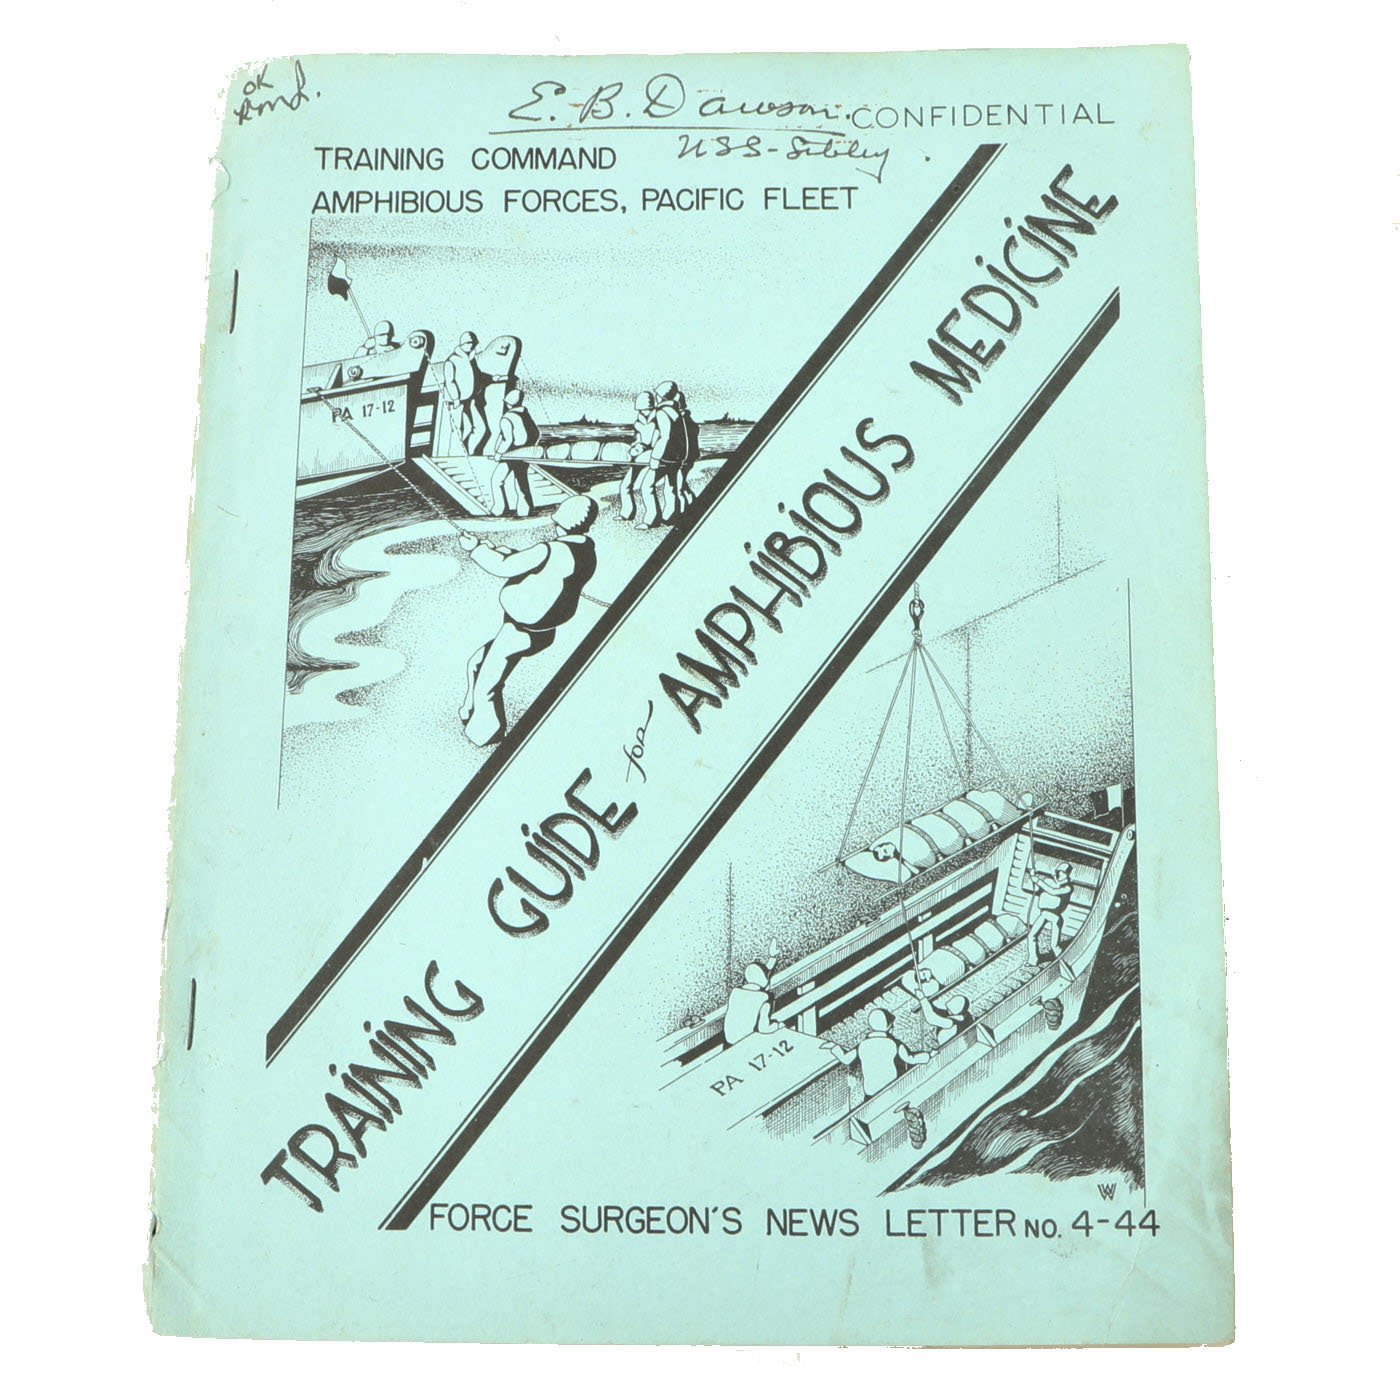 OK
E. B. Dawson.
CONFIDENTIAL
USS-Sibley.
TRAINING COMMAND
AMPHIBIOUS FORCES, PACIFIC FLEET
PA 17-12
TRAINING GUIDE for AMPHIBIOUS MEDICINE
PA 17-12
W
FORCE SURGEON'S NEWS LETTER NO. 4-44